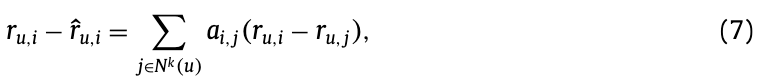 r_{u,i} − r̂_{u,i} = ∑_{j∈N^k(u)} a_{i,j}(r_{u,i} − r_{u,j}), (7)